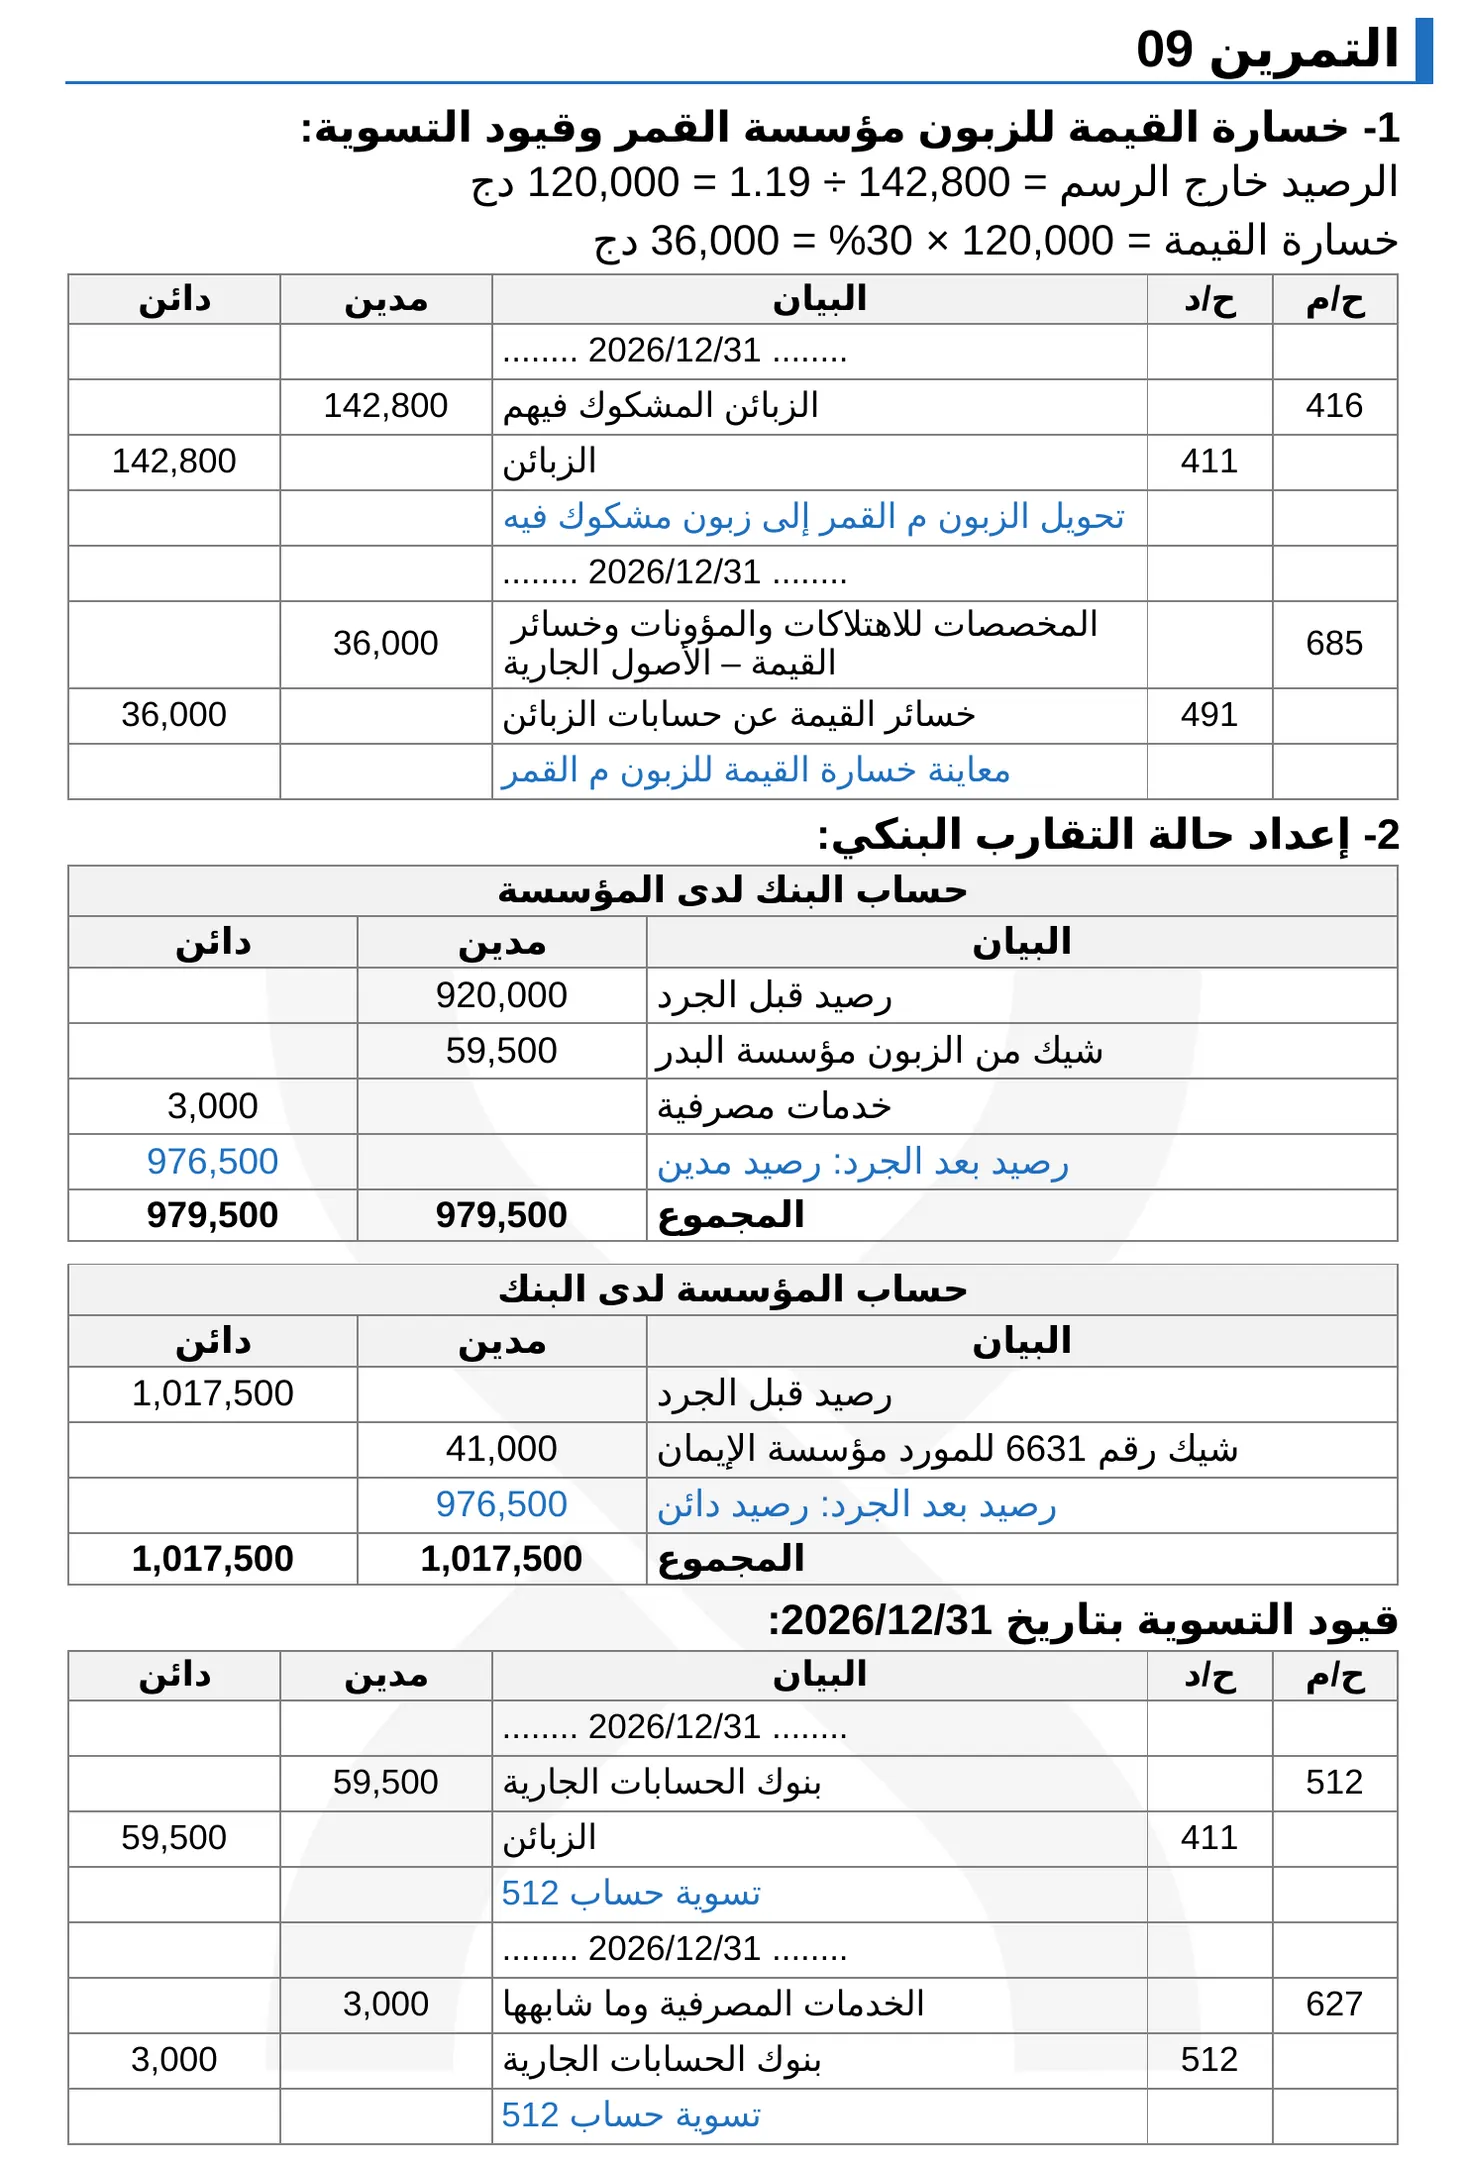 التمرين 09
1- خسارة القيمة للزبون مؤسسة القمر وقيود التسوية:
الرصيد خارج الرسم = 142,800 ÷ 1.19 = 120,000 دج
خسارة القيمة = 120,000 × 30% = 36,000 دج
ح/م ح/د البيان مدين دائن
........ 2026/12/31 ........
416 الزبائن المشكوك فيهم 142,800
411 الزبائن 142,800
تحويل الزبون م القمر إلى زبون مشكوك فيه
........ 2026/12/31 ........
685 المخصصات للاهتلاكات والمؤونات وخسائر 36,000
القيمة – الأصول الجارية
491 خسائر القيمة عن حسابات الزبائن 36,000
معاينة خسارة القيمة للزبون م القمر
2- إعداد حالة التقارب البنكي:
حساب البنك لدى المؤسسة
البيان مدين دائن
رصيد قبل الجرد 920,000
شيك من الزبون مؤسسة البدر 59,500
خدمات مصرفية 3,000
رصيد بعد الجرد: رصيد مدين 976,500
المجموع 979,500 979,500
حساب المؤسسة لدى البنك
البيان مدين دائن
رصيد قبل الجرد 1,017,500
شيك رقم 6631 للمورد مؤسسة الإيمان 41,000
رصيد بعد الجرد: رصيد دائن 976,500
المجموع 1,017,500 1,017,500
قيود التسوية بتاريخ 2026/12/31:
ح/م ح/د البيان مدين دائن
........ 2026/12/31 ........
512 بنوك الحسابات الجارية 59,500
411 الزبائن 59,500
تسوية حساب 512
........ 2026/12/31 ........
627 الخدمات المصرفية وما شابهها 3,000
512 بنوك الحسابات الجارية 3,000
تسوية حساب 512